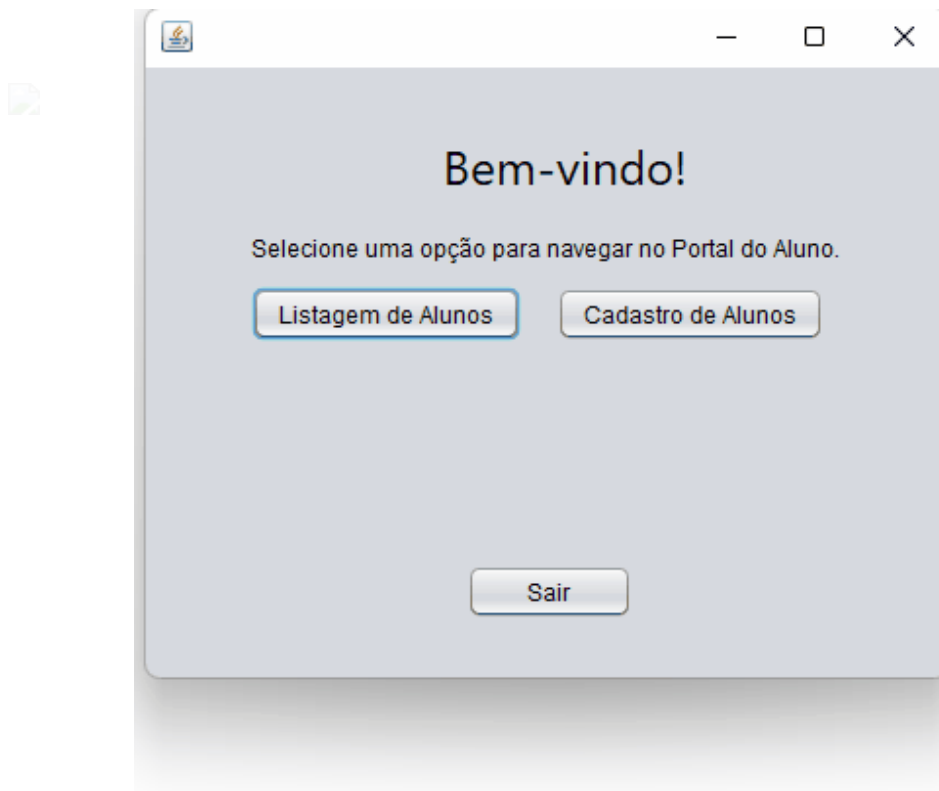 Bem-vindo!
Selecione uma opção para navegar no Portal do Aluno.
Listagem de Alunos Cadastro de Alunos
Sair